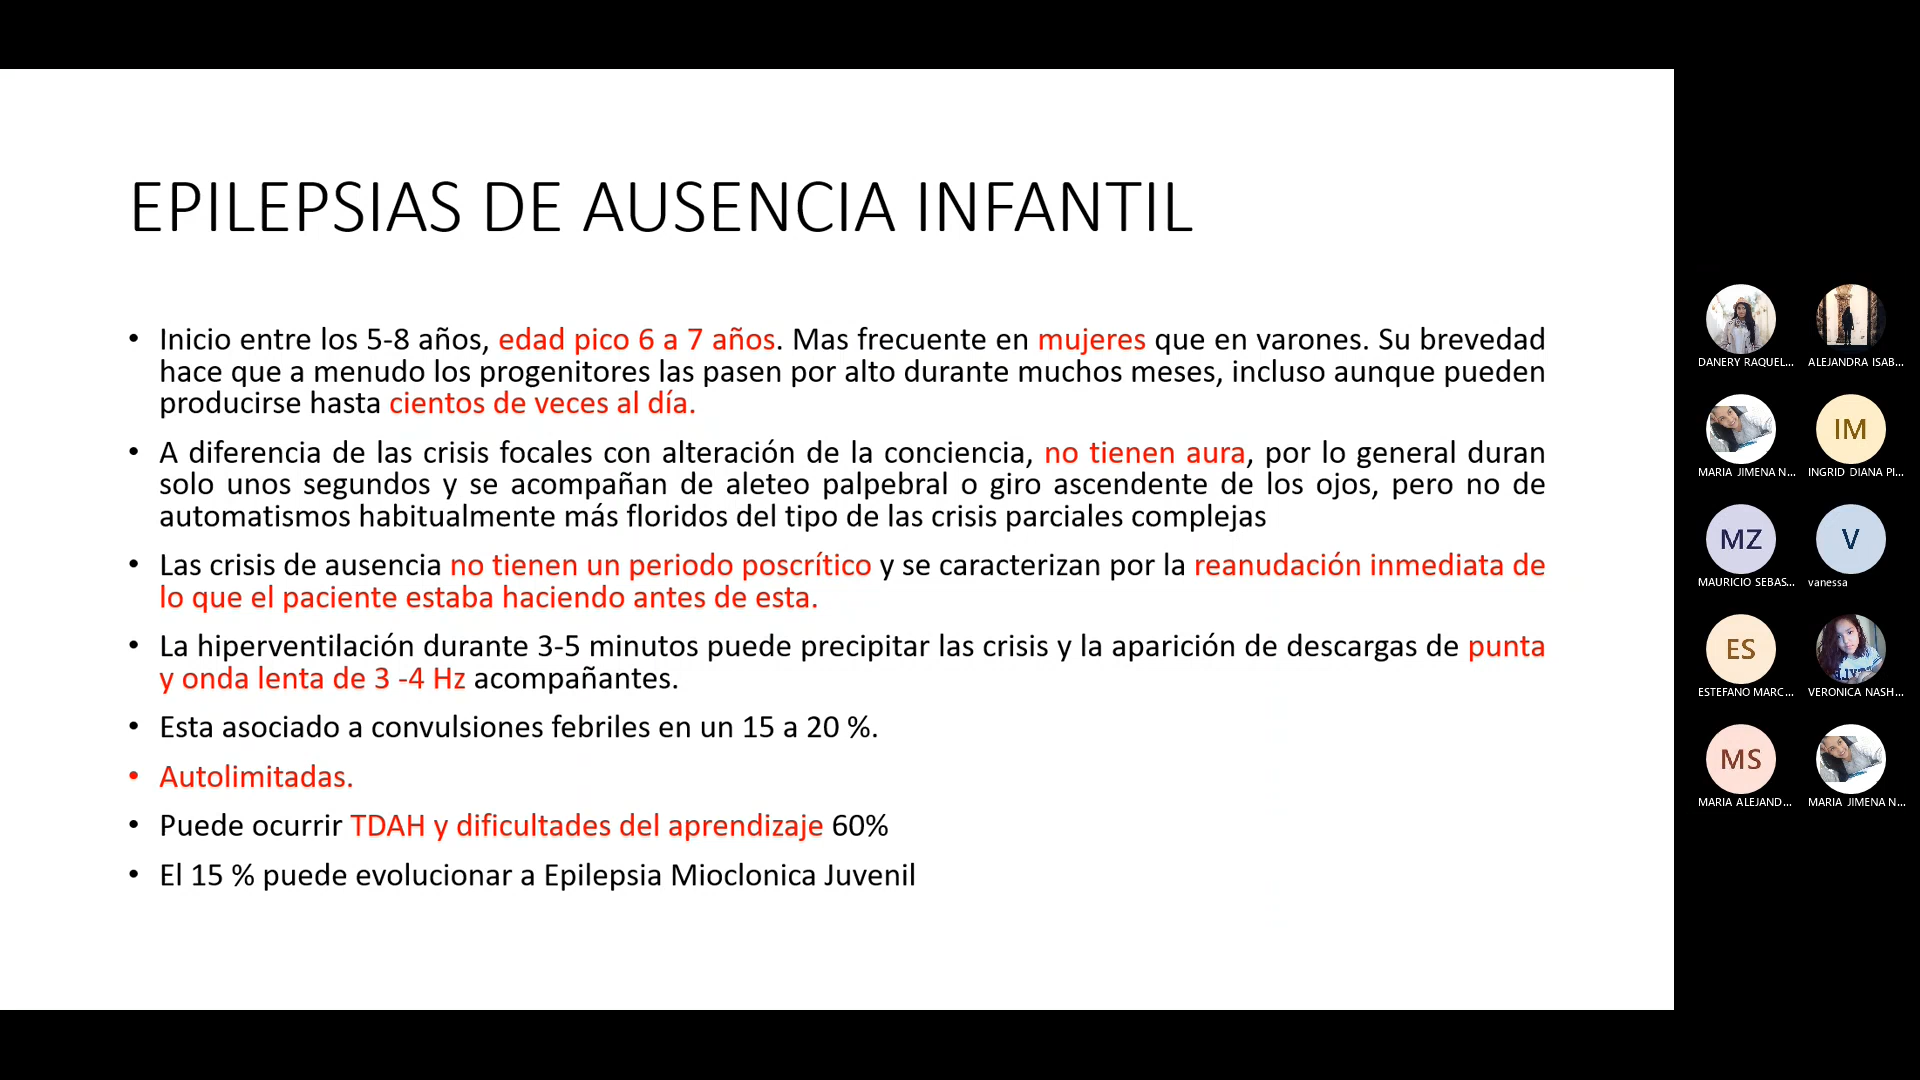 EPILEPSIAS DE AUSENCIA INFANTIL
• Inicio entre los 5-8 años, edad pico 6 a 7 años. Mas frecuente en mujeres que en varones. Su brevedad
hace que a menudo los progenitores las pasen por alto durante muchos meses, incluso aunque pueden
producirse hasta cientos de veces al día.
• A diferencia de las crisis focales con alteración de la conciencia, no tienen aura, por lo general duran
solo unos segundos y se acompañan de aleteo palpebral o giro ascendente de los ojos, pero no de
automatismos habitualmente más floridos del tipo de las crisis parciales complejas
• Las crisis de ausencia no tienen un periodo poscrítico y se caracterizan por la reanudación inmediata de
lo que el paciente estaba haciendo antes de esta.
• La hiperventilación durante 3-5 minutos puede precipitar las crisis y la aparición de descargas de punta
y onda lenta de 3 -4 Hz acompañantes.
• Esta asociado a convulsiones febriles en un 15 a 20 %.
• Autolimitadas.
• Puede ocurrir TDAH y dificultades del aprendizaje 60%
• El 15 % puede evolucionar a Epilepsia Mioclonica Juvenil
DANERY RAQUEL... ALEJANDRA ISAB...
IM
MARIA JIMENA N... INGRID DIANA PI...
MZ V
MAURICIO SEBAS... vanessa
ES
ESTEFANO MARC... VERONICA NASH...
MS
MARIA ALEJAND... MARIA JIMENA N...